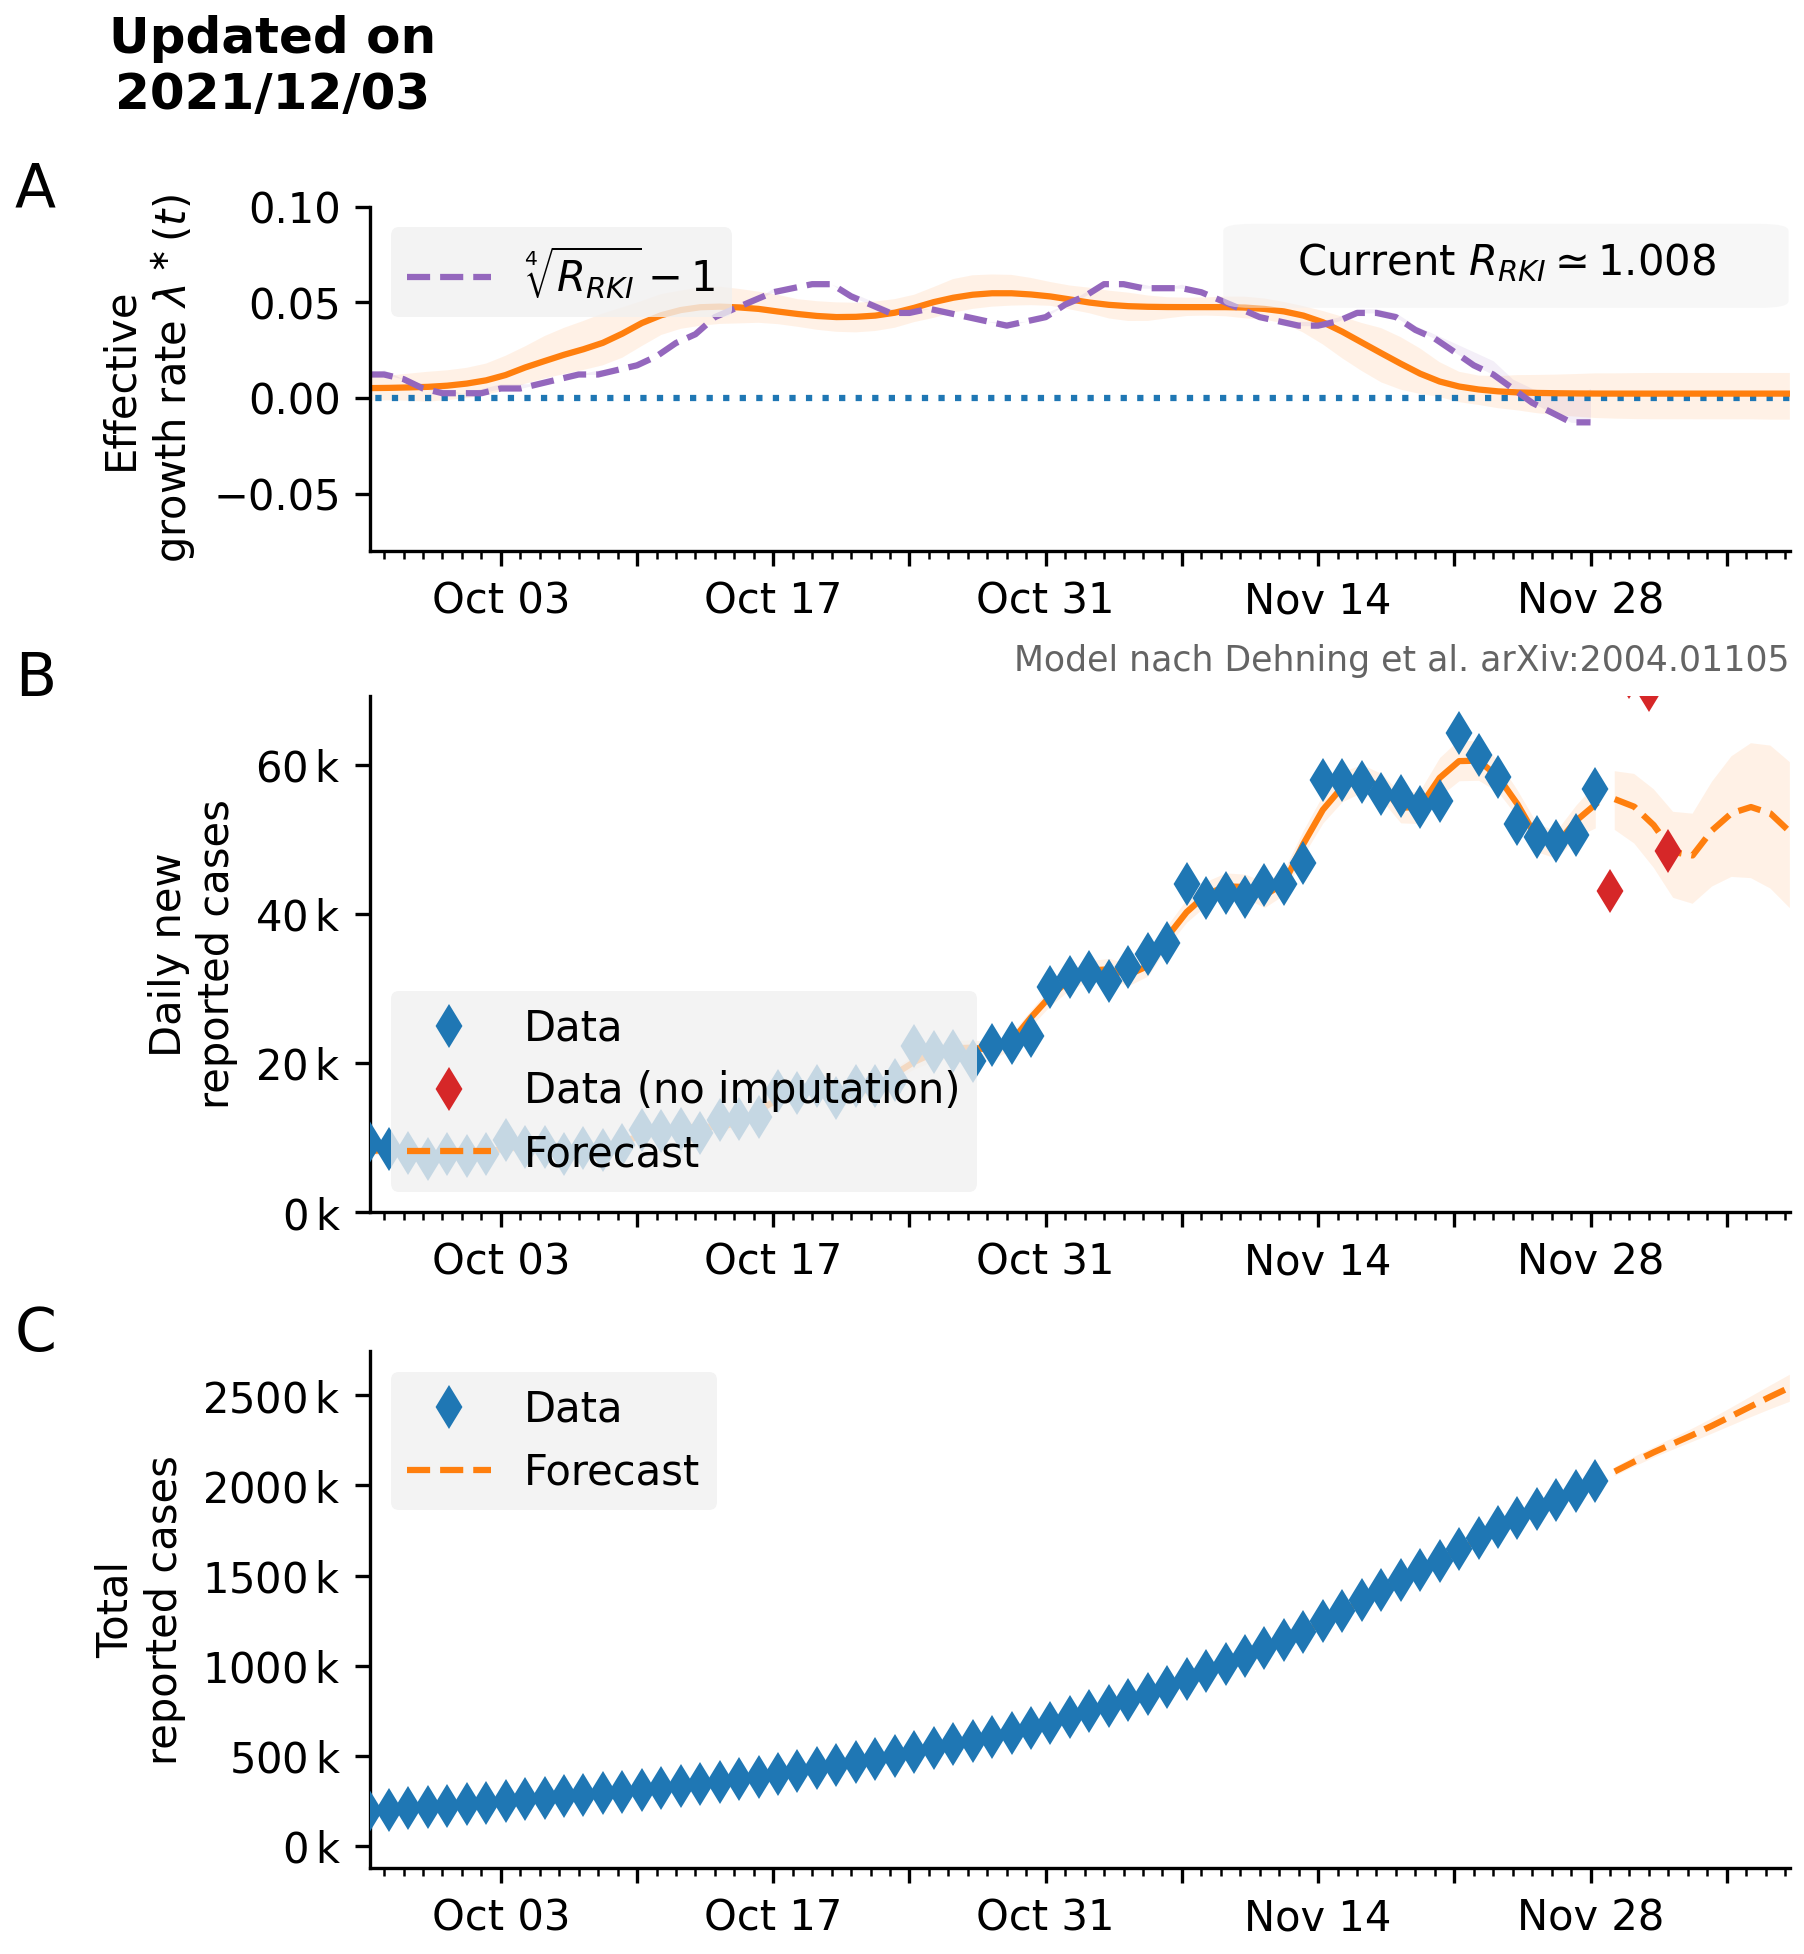 Updated on
2021/12/03
A
Effective
growth rate λ * (t)
0.10
0.05
0.00
−0.05
∜R_RKI − 1
Current R_RKI ≃ 1.008
Oct 03 Oct 17 Oct 31 Nov 14 Nov 28
Model nach Dehning et al. arXiv:2004.01105
B
Daily new
reported cases
60 k
40 k
20 k
0 k
Data
Data (no imputation)
Forecast
Oct 03 Oct 17 Oct 31 Nov 14 Nov 28
C
Total
reported cases
2500 k
2000 k
1500 k
1000 k
500 k
0 k
Data
Forecast
Oct 03 Oct 17 Oct 31 Nov 14 Nov 28